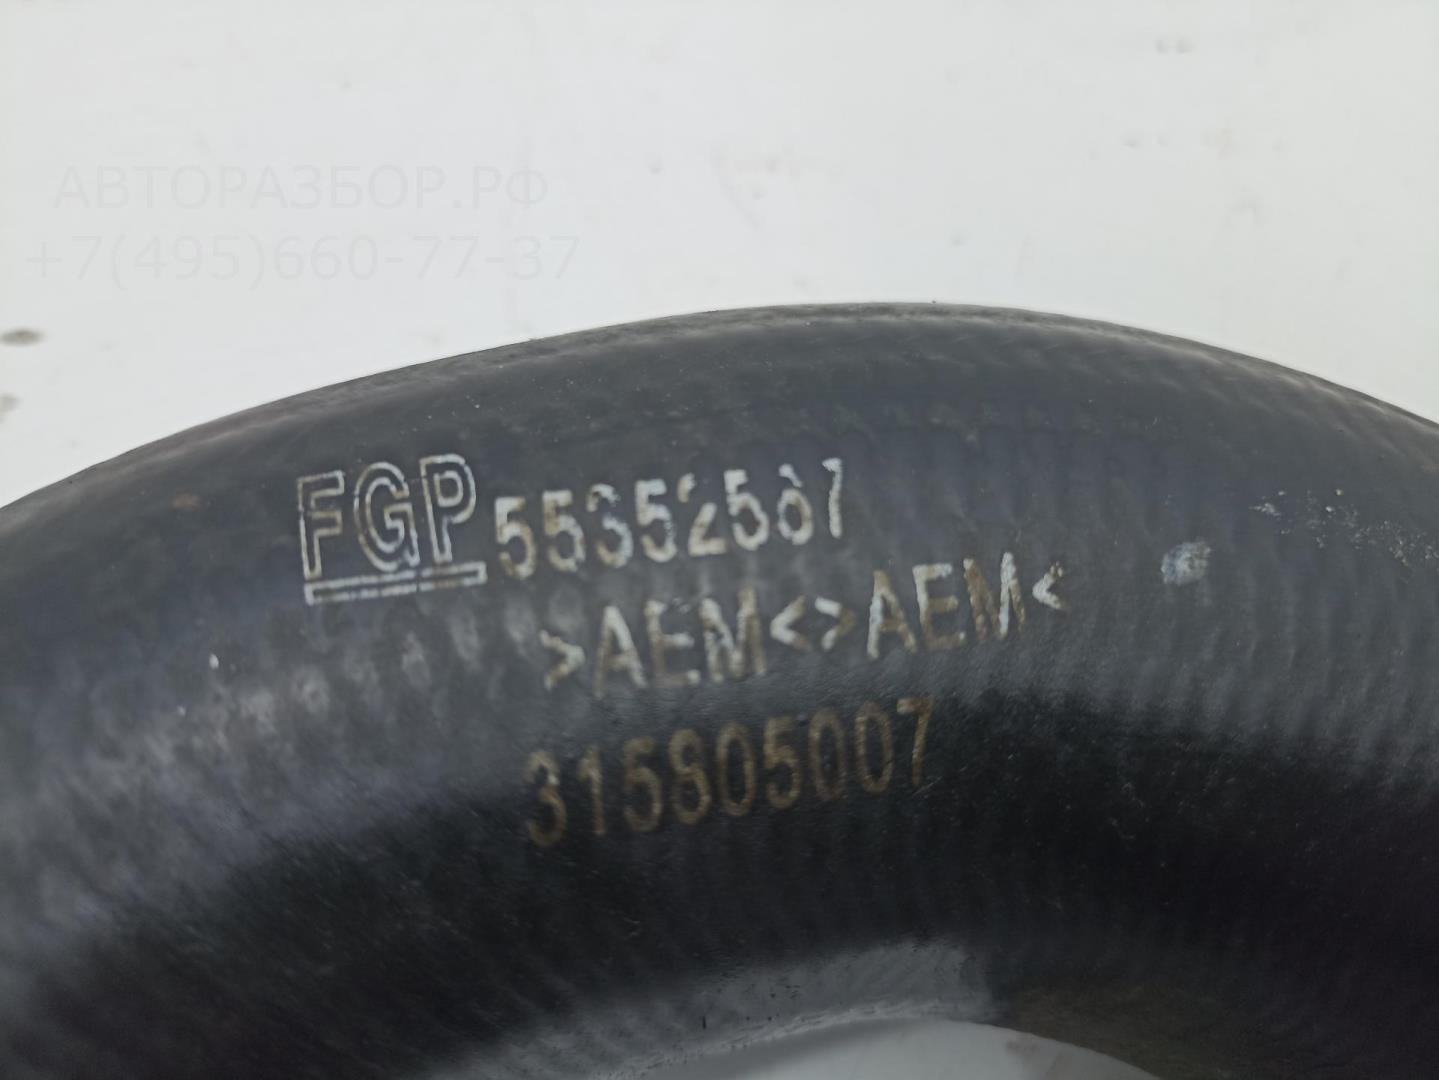 АВТОРАЗБОР.РФ
+7(495)660-77-37
FGP 55352567
>AEM<>AEM<
315805007